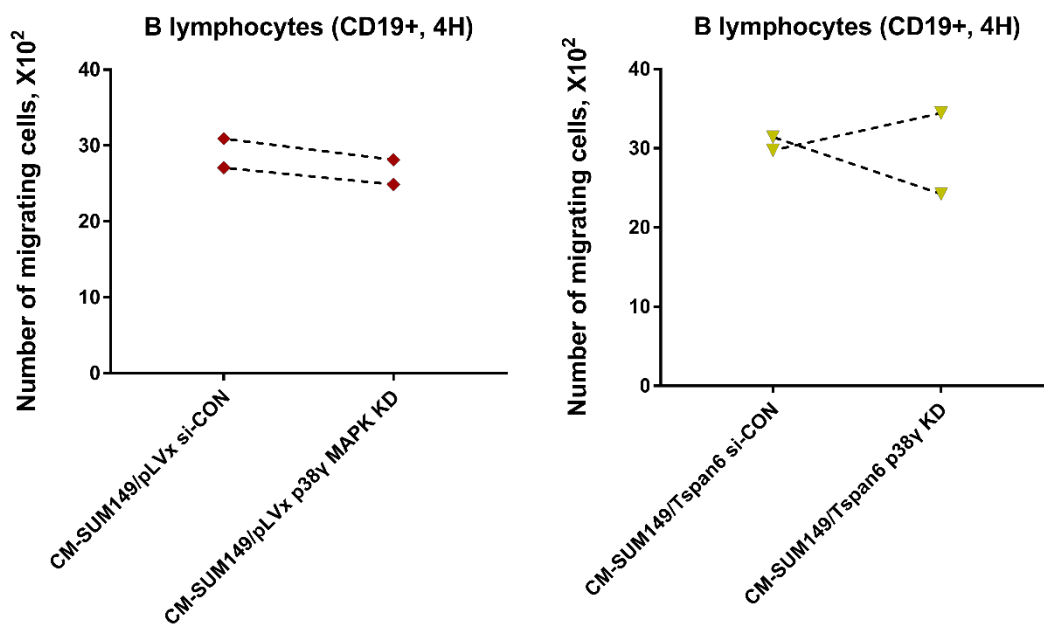 B lymphocytes (CD19+, 4H)
Number of migrating cells, X10²
40
30
20
10
0
CM-SUM149/pLVx si-CON
CM-SUM149/pLVx p38γ MAPK KD
B lymphocytes (CD19+, 4H)
Number of migrating cells, X10²
40
30
20
10
0
CM-SUM149/Tspan6 si-CON
CM-SUM149/Tspan6 p38γ KD